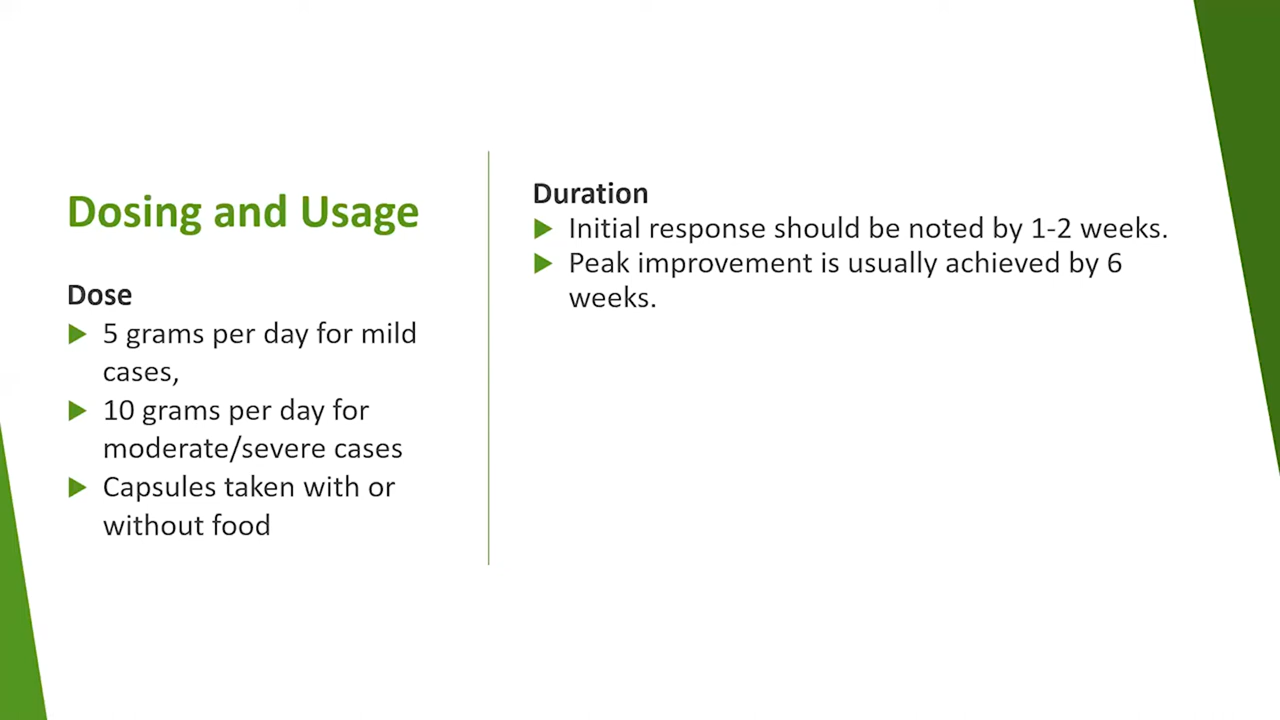 Dosing and Usage
Dose
5 grams per day for mild
cases,
10 grams per day for
moderate/severe cases
Capsules taken with or
without food
Duration
Initial response should be noted by 1-2 weeks.
Peak improvement is usually achieved by 6
weeks.